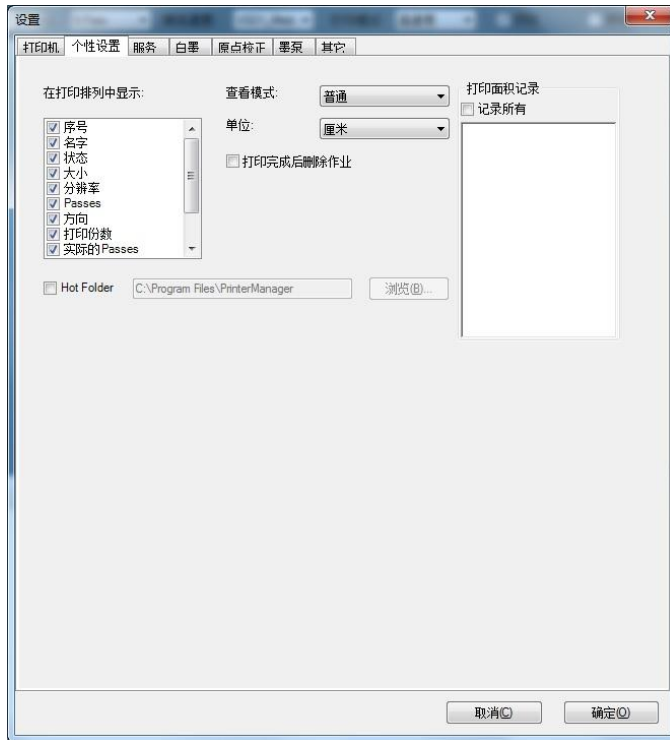 设置
打印机 个性设置 服务 白墨 原点校正 墨泵 其它
在打印排列中显示:
序号
名字
状态
大小
分辨率
Passes
方向
打印份数
实际的Passes
查看模式: 普通
单位: 厘米
打印完成后删除作业
打印面积记录
记录所有
Hot Folder C:\Program Files\PrinterManager 浏览(B)...
取消(C) 确定(O)